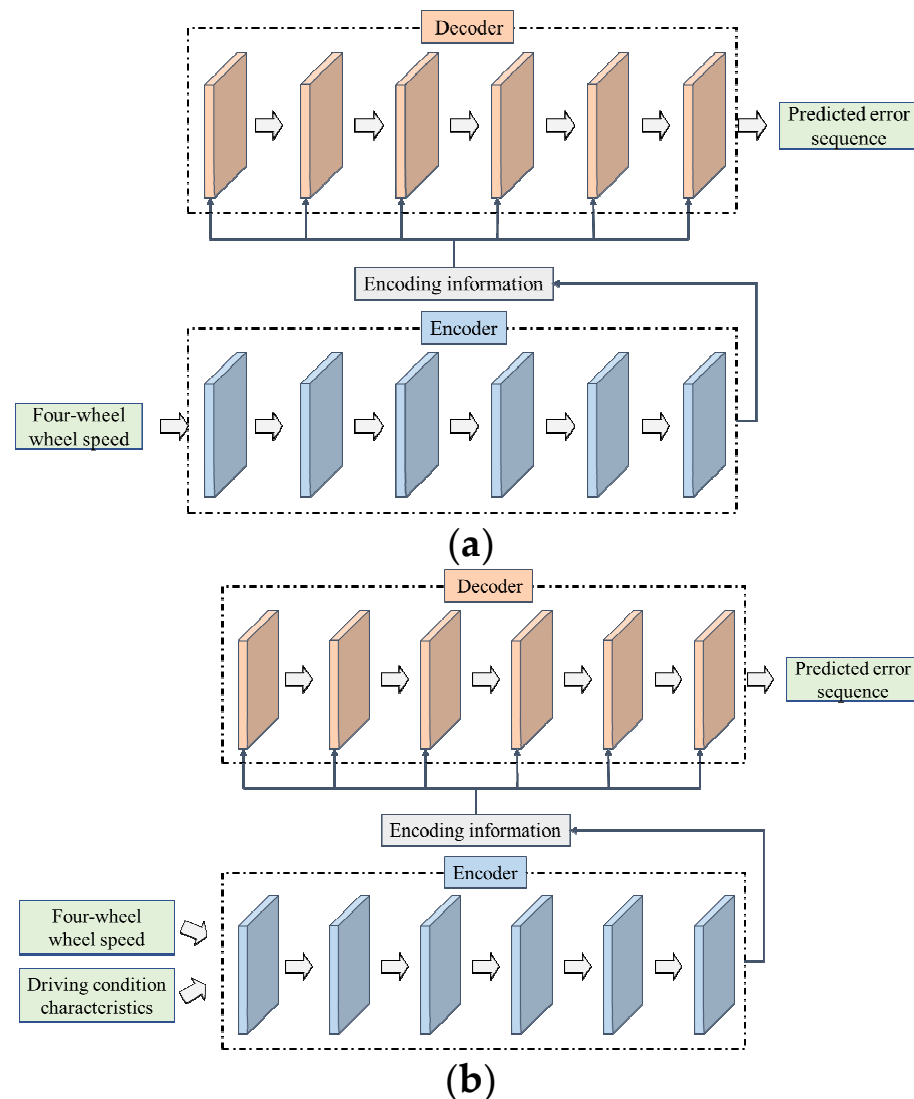 Decoder
Predicted error
sequence
Encoding information
Encoder
Four-wheel
wheel speed
(a)
Decoder
Predicted error
sequence
Encoding information
Encoder
Four-wheel
wheel speed
Driving condition
characteristics
(b)